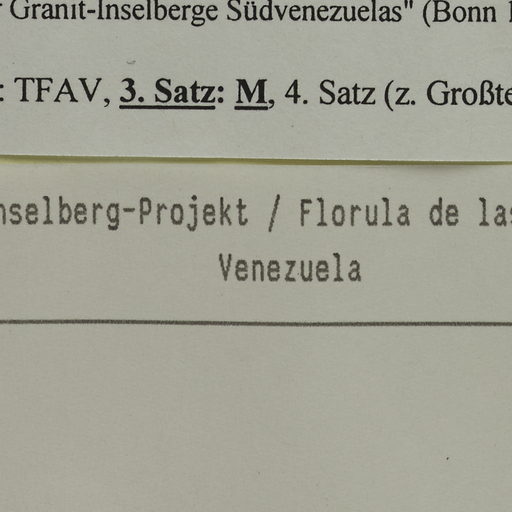 Granit-Inselberge Südvenezuelas" (Bonn
: TFAV, 3. Satz: M, 4. Satz (z. Großte
nselberg-Projekt / Florula de las
Venezuela